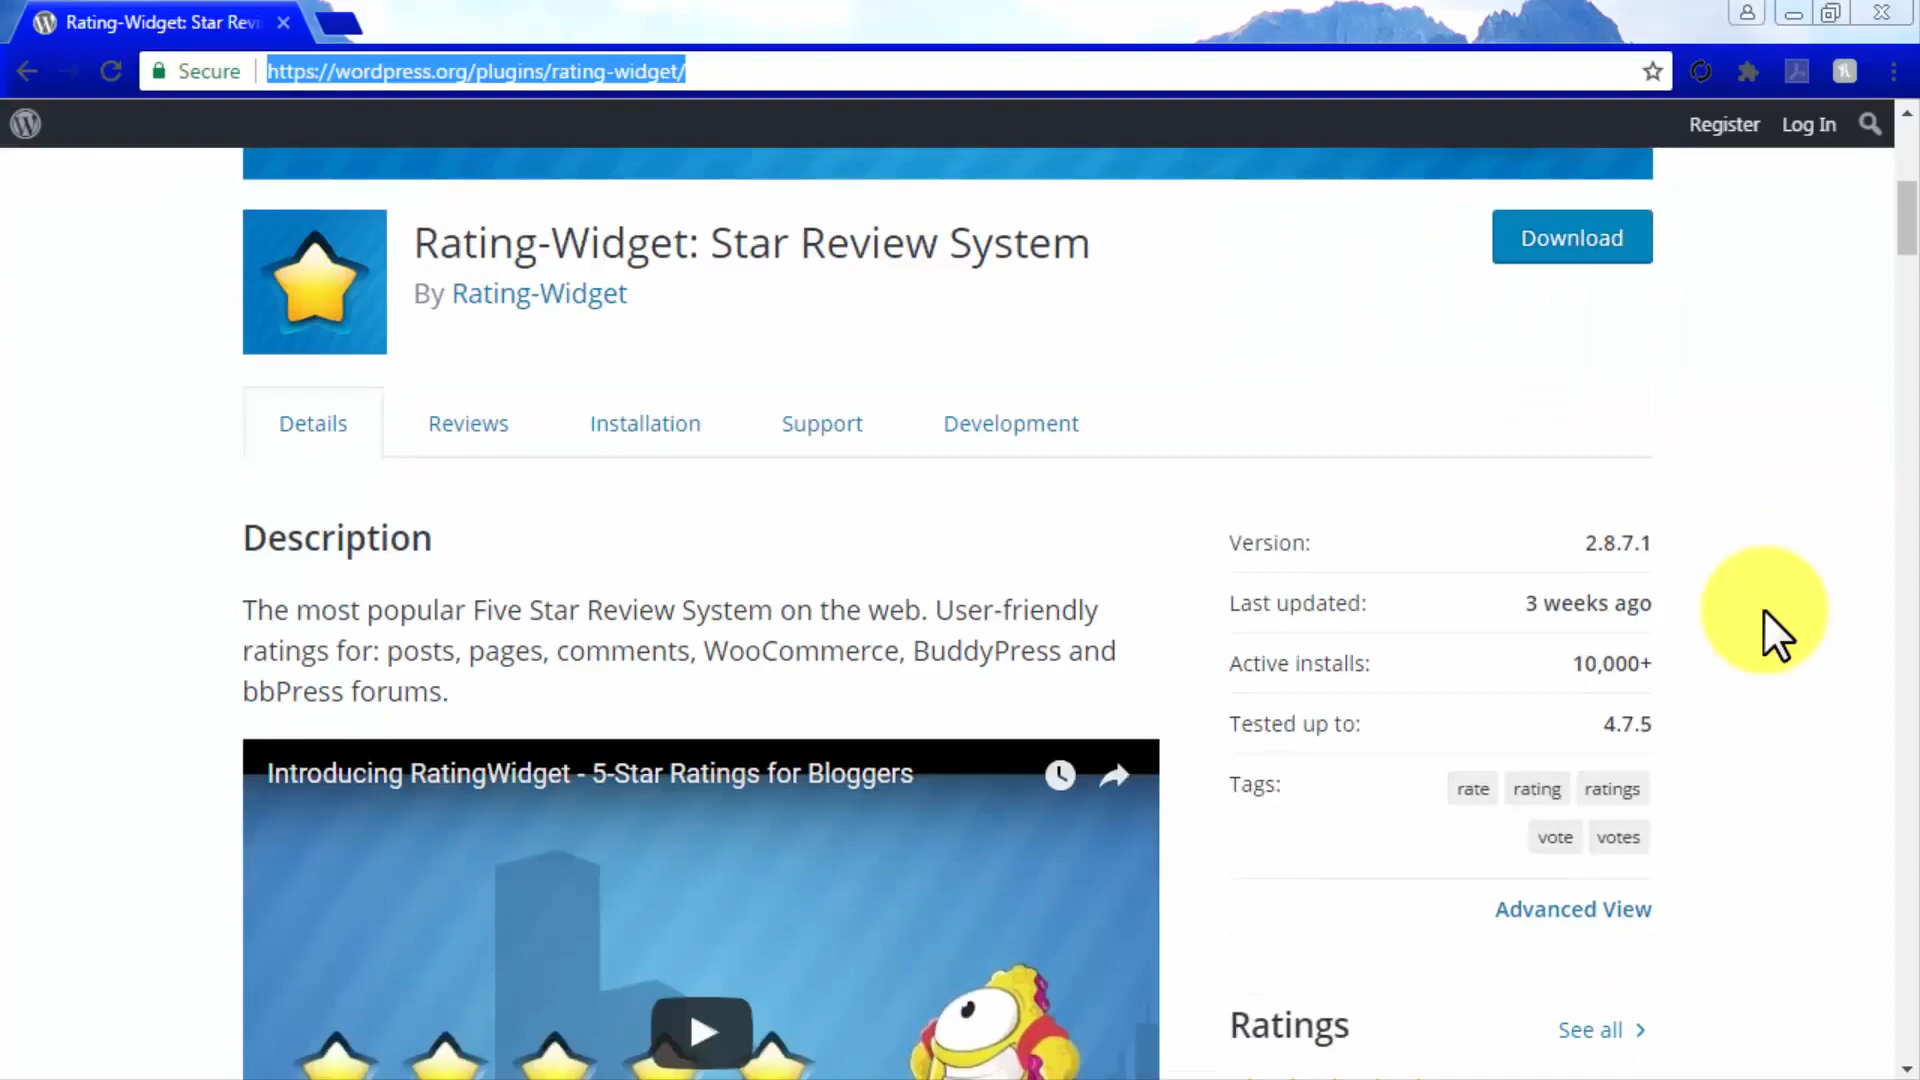 Rating-Widget: Star Rev
Secure
https://wordpress.org/plugins/rating-widget/
Register
Log In
Rating-Widget: Star Review System
By Rating-Widget
Download
Details
Reviews
Installation
Support
Development
Description
The most popular Five Star Review System on the web. User-friendly
ratings for: posts, pages, comments, WooCommerce, BuddyPress and
bbPress forums.
Introducing RatingWidget - 5-Star Ratings for Bloggers
Version: 2.8.7.1
Last updated: 3 weeks ago
Active installs: 10,000+
Tested up to: 4.7.5
Tags: rate rating ratings
vote votes
Advanced View
Ratings
See all